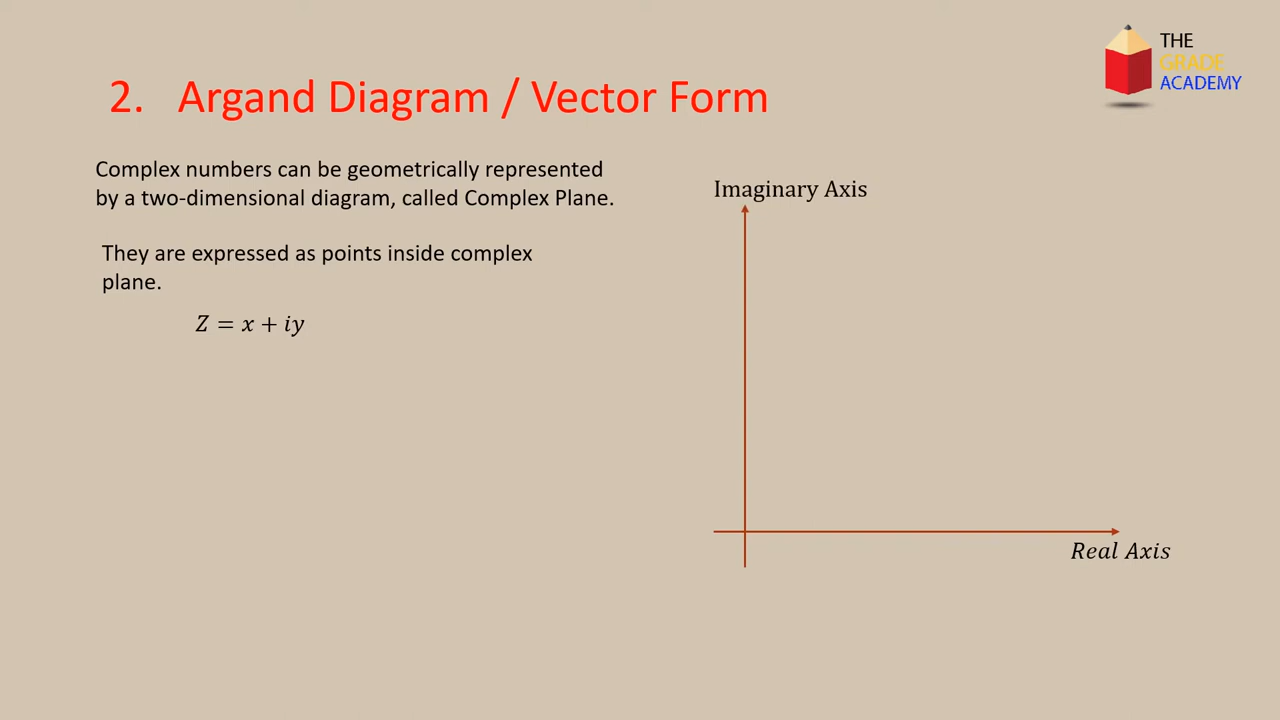 THE
GRADE
ACADEMY
2. Argand Diagram / Vector Form
Complex numbers can be geometrically represented
by a two-dimensional diagram, called Complex Plane.
They are expressed as points inside complex
plane.
Z = x + iy
Imaginary Axis
Real Axis